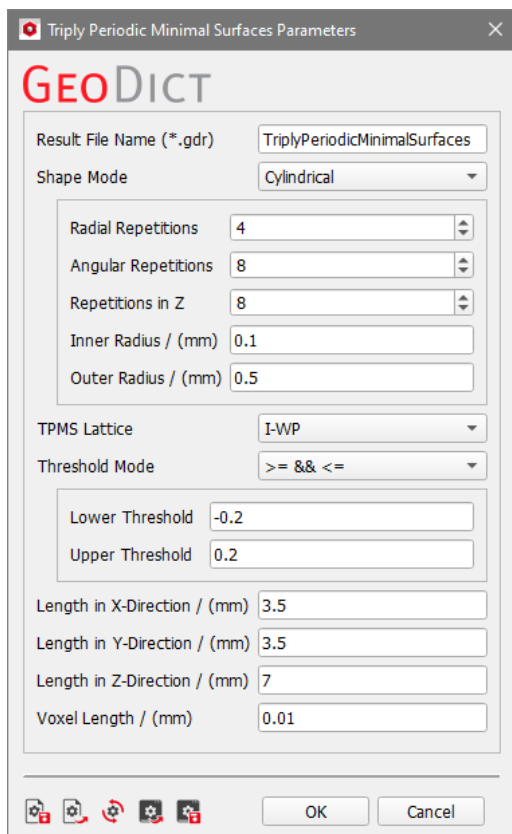 Triply Periodic Minimal Surfaces Parameters
GEODICT
Result File Name (*.gdr) TriplyPeriodicMinimalSurfaces
Shape Mode Cylindrical
Radial Repetitions 4
Angular Repetitions 8
Repetitions in Z 8
Inner Radius / (mm) 0.1
Outer Radius / (mm) 0.5
TPMS Lattice I-WP
Threshold Mode >= && <=
Lower Threshold -0.2
Upper Threshold 0.2
Length in X-Direction / (mm) 3.5
Length in Y-Direction / (mm) 3.5
Length in Z-Direction / (mm) 7
Voxel Length / (mm) 0.01
OK Cancel